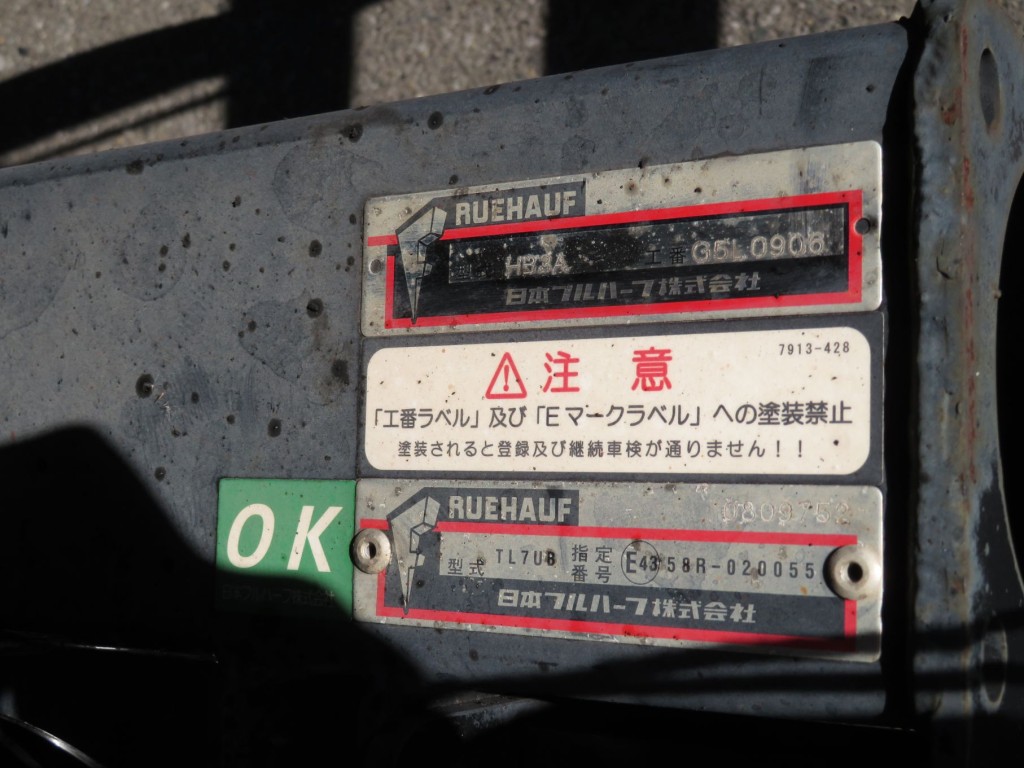 RUEHAUF
型 H93A 工番 G5L0906
日本フルハーフ株式会社
7913-428
注意
「工番ラベル」及び「Eマークラベル」への塗装禁止
塗装されると登録及び継続車検が通りません！！
OK
RUEHAUF
型式 TL7UB 指定番号 E43 58R-020055
日本フルハーフ株式会社